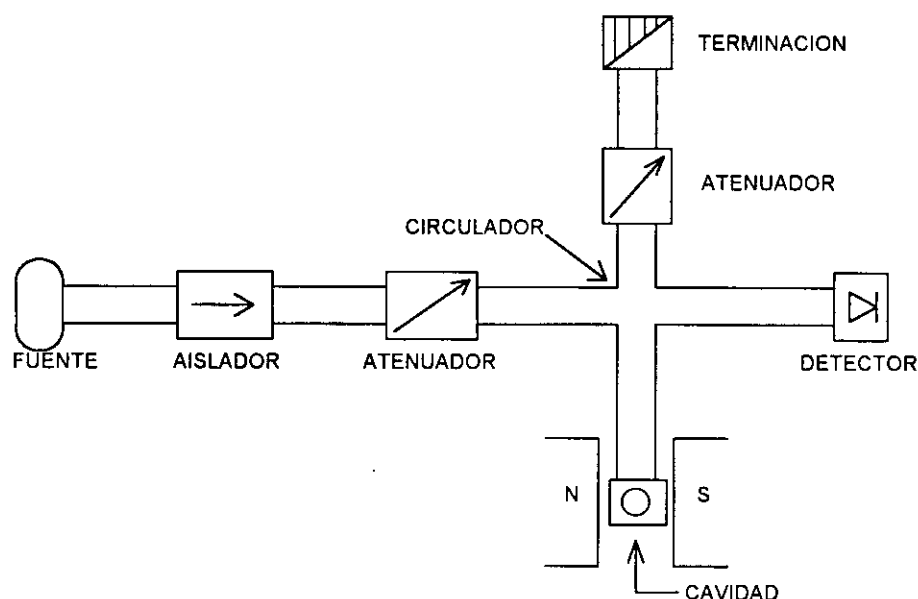 TERMINACION
ATENUADOR
CIRCULADOR
FUENTE
AISLADOR
ATENUADOR
DETECTOR
N
S
CAVIDAD